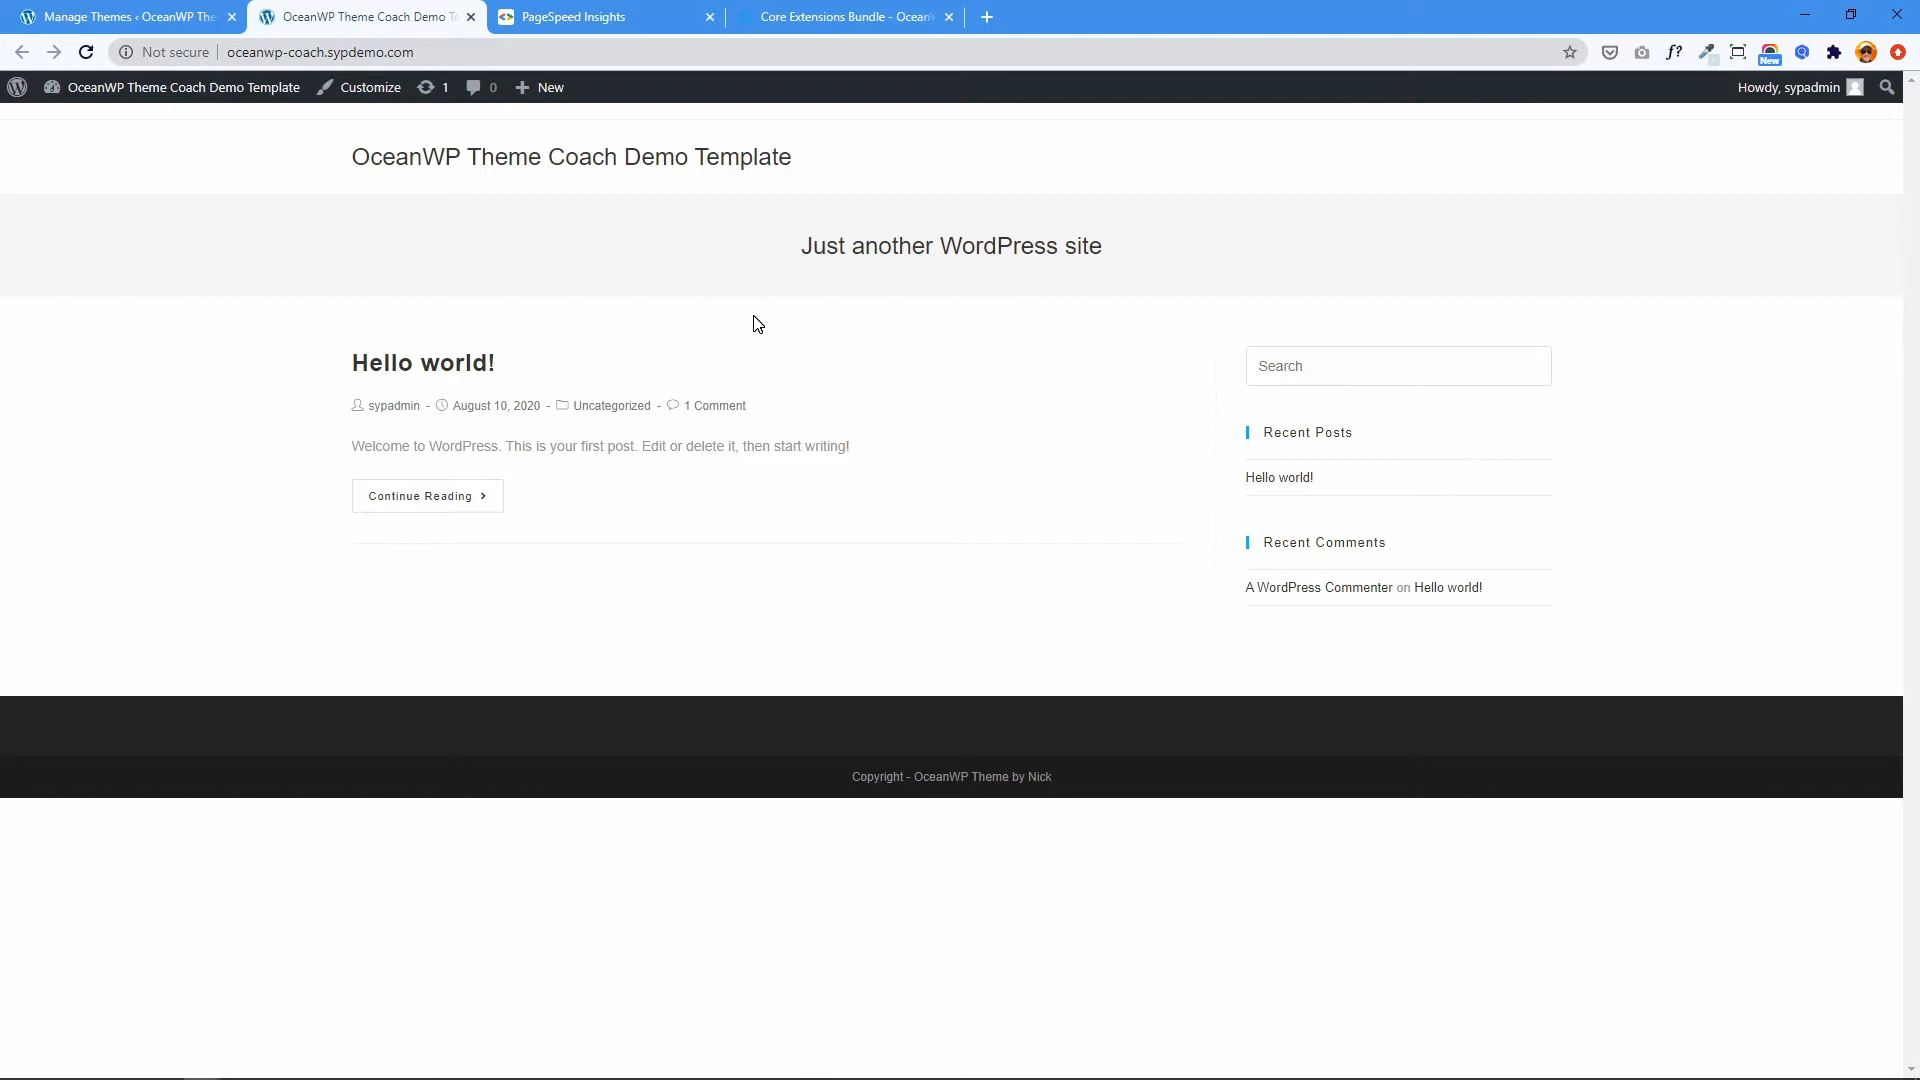 Manage Themes ‹ OceanWP The
OceanWP Theme Coach Demo Te
PageSpeed Insights
Core Extensions Bundle - OceanW
Not secure
oceanwp-coach.sypdemo.com
f?
New
OceanWP Theme Coach Demo Template
Customize
1
0
New
Howdy, sypadmin
OceanWP Theme Coach Demo Template
Just another WordPress site
Hello world!
sypadmin - August 10, 2020 - Uncategorized - 1 Comment
Welcome to WordPress. This is your first post. Edit or delete it, then start writing!
Continue Reading
Search
Recent Posts
Hello world!
Recent Comments
A WordPress Commenter on Hello world!
Copyright - OceanWP Theme by Nick